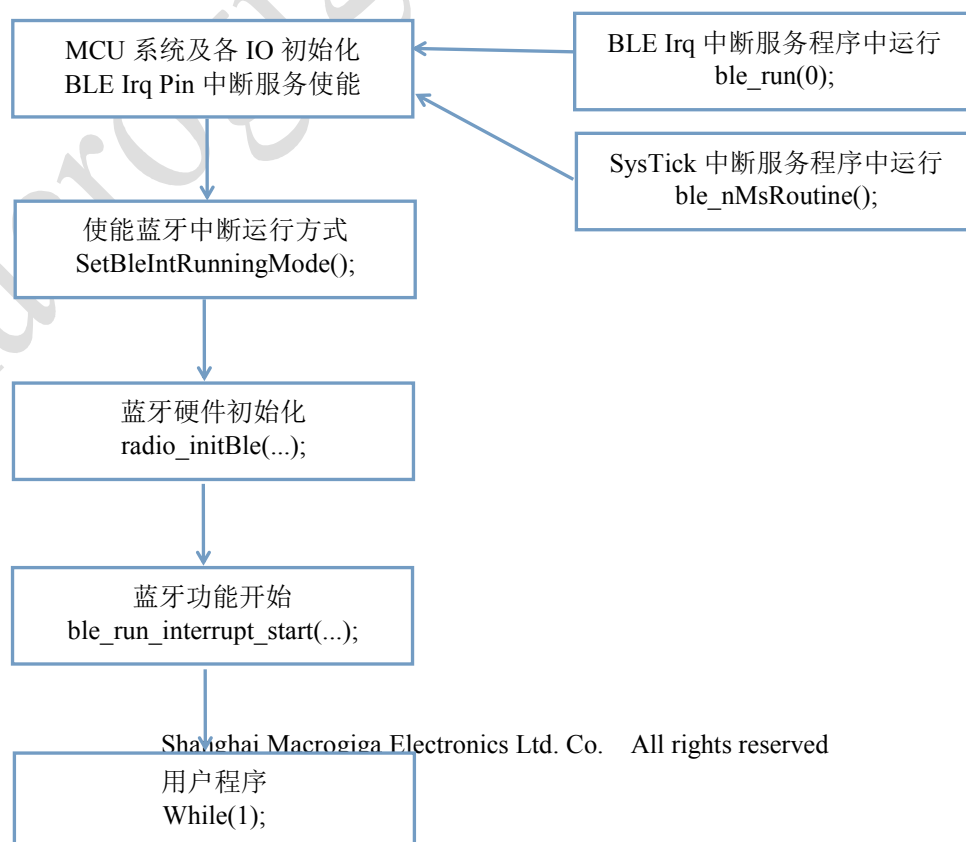 MCU 系统及各 IO 初始化
BLE Irq Pin 中断服务使能
BLE Irq 中断服务程序中运行
ble_run(0);
SysTick 中断服务程序中运行
ble_nMsRoutine();
使能蓝牙中断运行方式
SetBleIntRunningMode();
蓝牙硬件初始化
radio_initBle(...);
蓝牙功能开始
ble_run_interrupt_start(...);
Shanghai Macrogiga Electronics Ltd. Co. All rights reserved
用户程序
While(1);